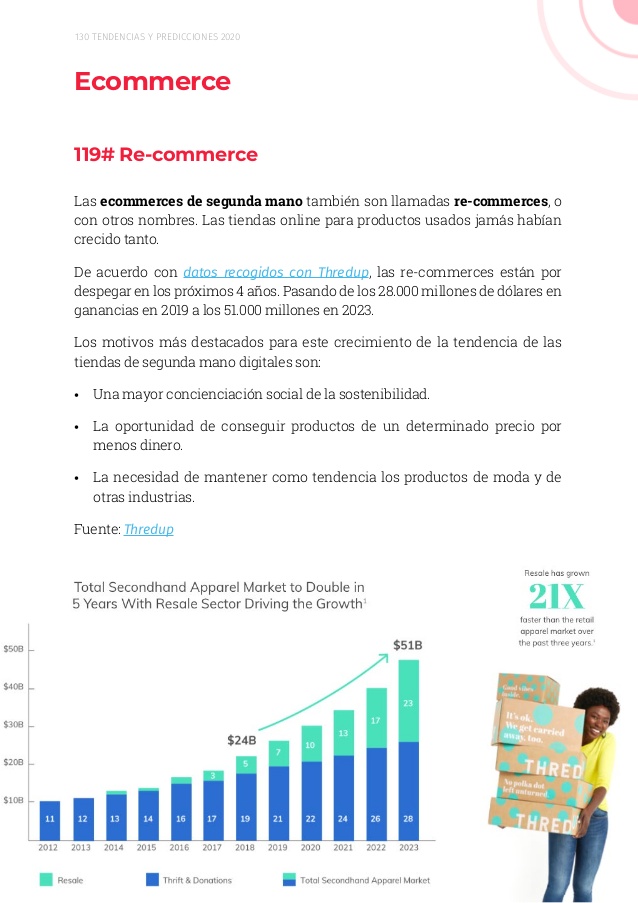 130 TENDENCIAS Y PREDICCIONES 2020
Ecommerce
119# Re-commerce
Las ecommerces de segunda mano también son llamadas re-commerces, o
con otros nombres. Las tiendas online para productos usados jamás habían
crecido tanto.
De acuerdo con datos recogidos con Thredup, las re-commerces están por
despegar en los próximos 4 años. Pasando de los 28.000 millones de dólares en
ganancias en 2019 a los 51.000 millones en 2023.
Los motivos más destacados para este crecimiento de la tendencia de las
tiendas de segunda mano digitales son:
• Una mayor concienciación social de la sostenibilidad.
• La oportunidad de conseguir productos de un determinado precio por
menos dinero.
• La necesidad de mantener como tendencia los productos de moda y de
otras industrias.
Fuente: Thredup
Total Secondhand Apparel Market to Double in
5 Years With Resale Sector Driving the Growth¹
Resale has grown
21X
faster than the retail
apparel market over
the past three years.¹
$50B
$40B
$30B
$20B
$10B
$24B
$51B
3 5 7 10 13 17 23
11 12 13 14 16 17 19 21 22 24 26 28
2012 2013 2014 2015 2016 2017 2018 2019 2020 2021 2022 2023
Resale
Thrift & Donations
Total Secondhand Apparel Market
Good vibes
inside.
It's ok.
We get carried
away, too.
THRED
No polka dot
left unturned.
THRED